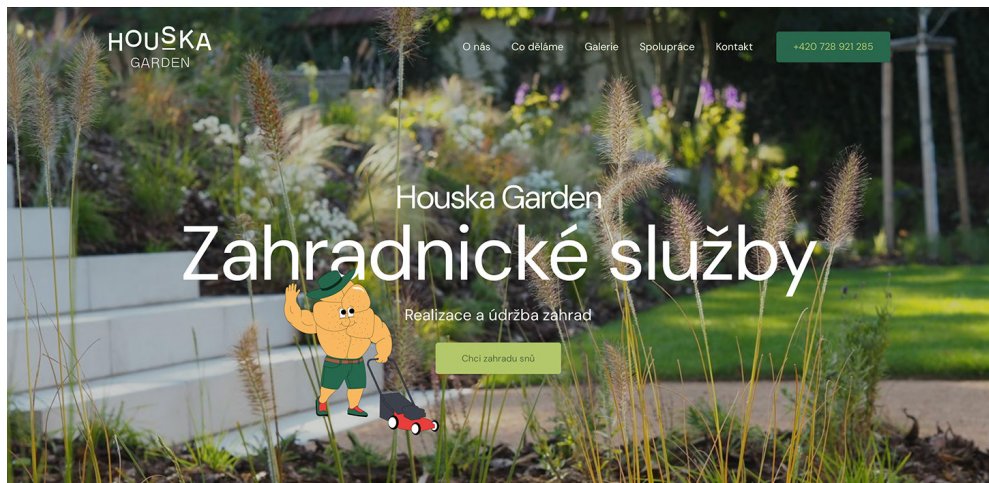 HOUSKA
GARDEN
O nás
Co děláme
Galerie
Spolupráce
Kontakt
+420 728 921 285
Houska Garden
Zahradnické služby
Realizace a údržba zahrad
Chci zahradu snů